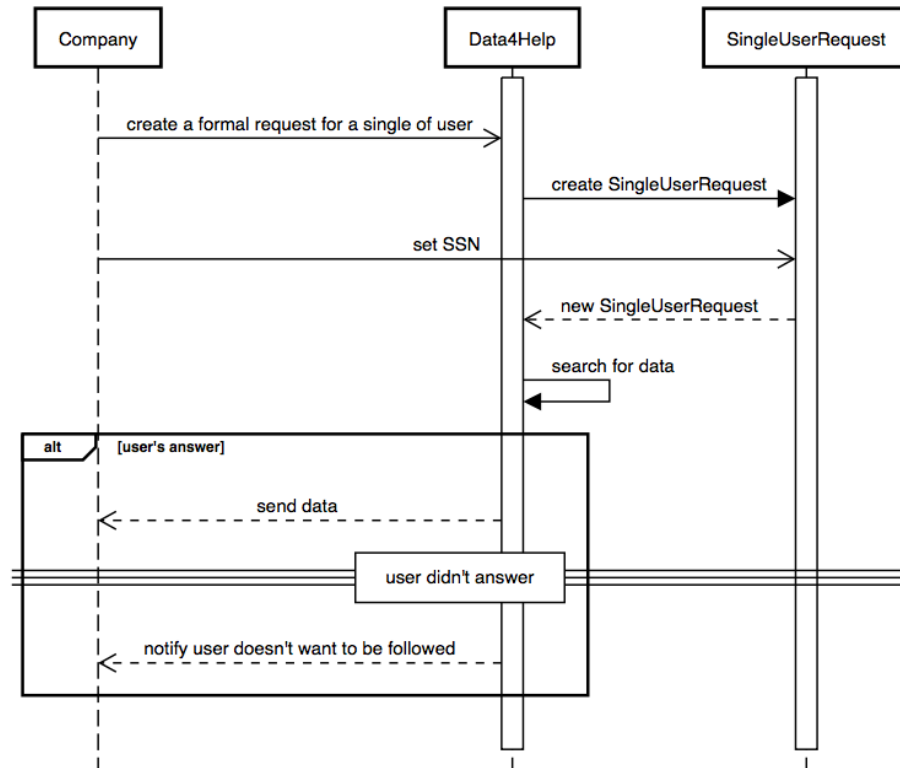 Company
Data4Help
SingleUserRequest
create a formal request for a single of user
create SingleUserRequest
set SSN
new SingleUserRequest
search for data
alt
[user's answer]
send data
user didn't answer
notify user doesn't want to be followed